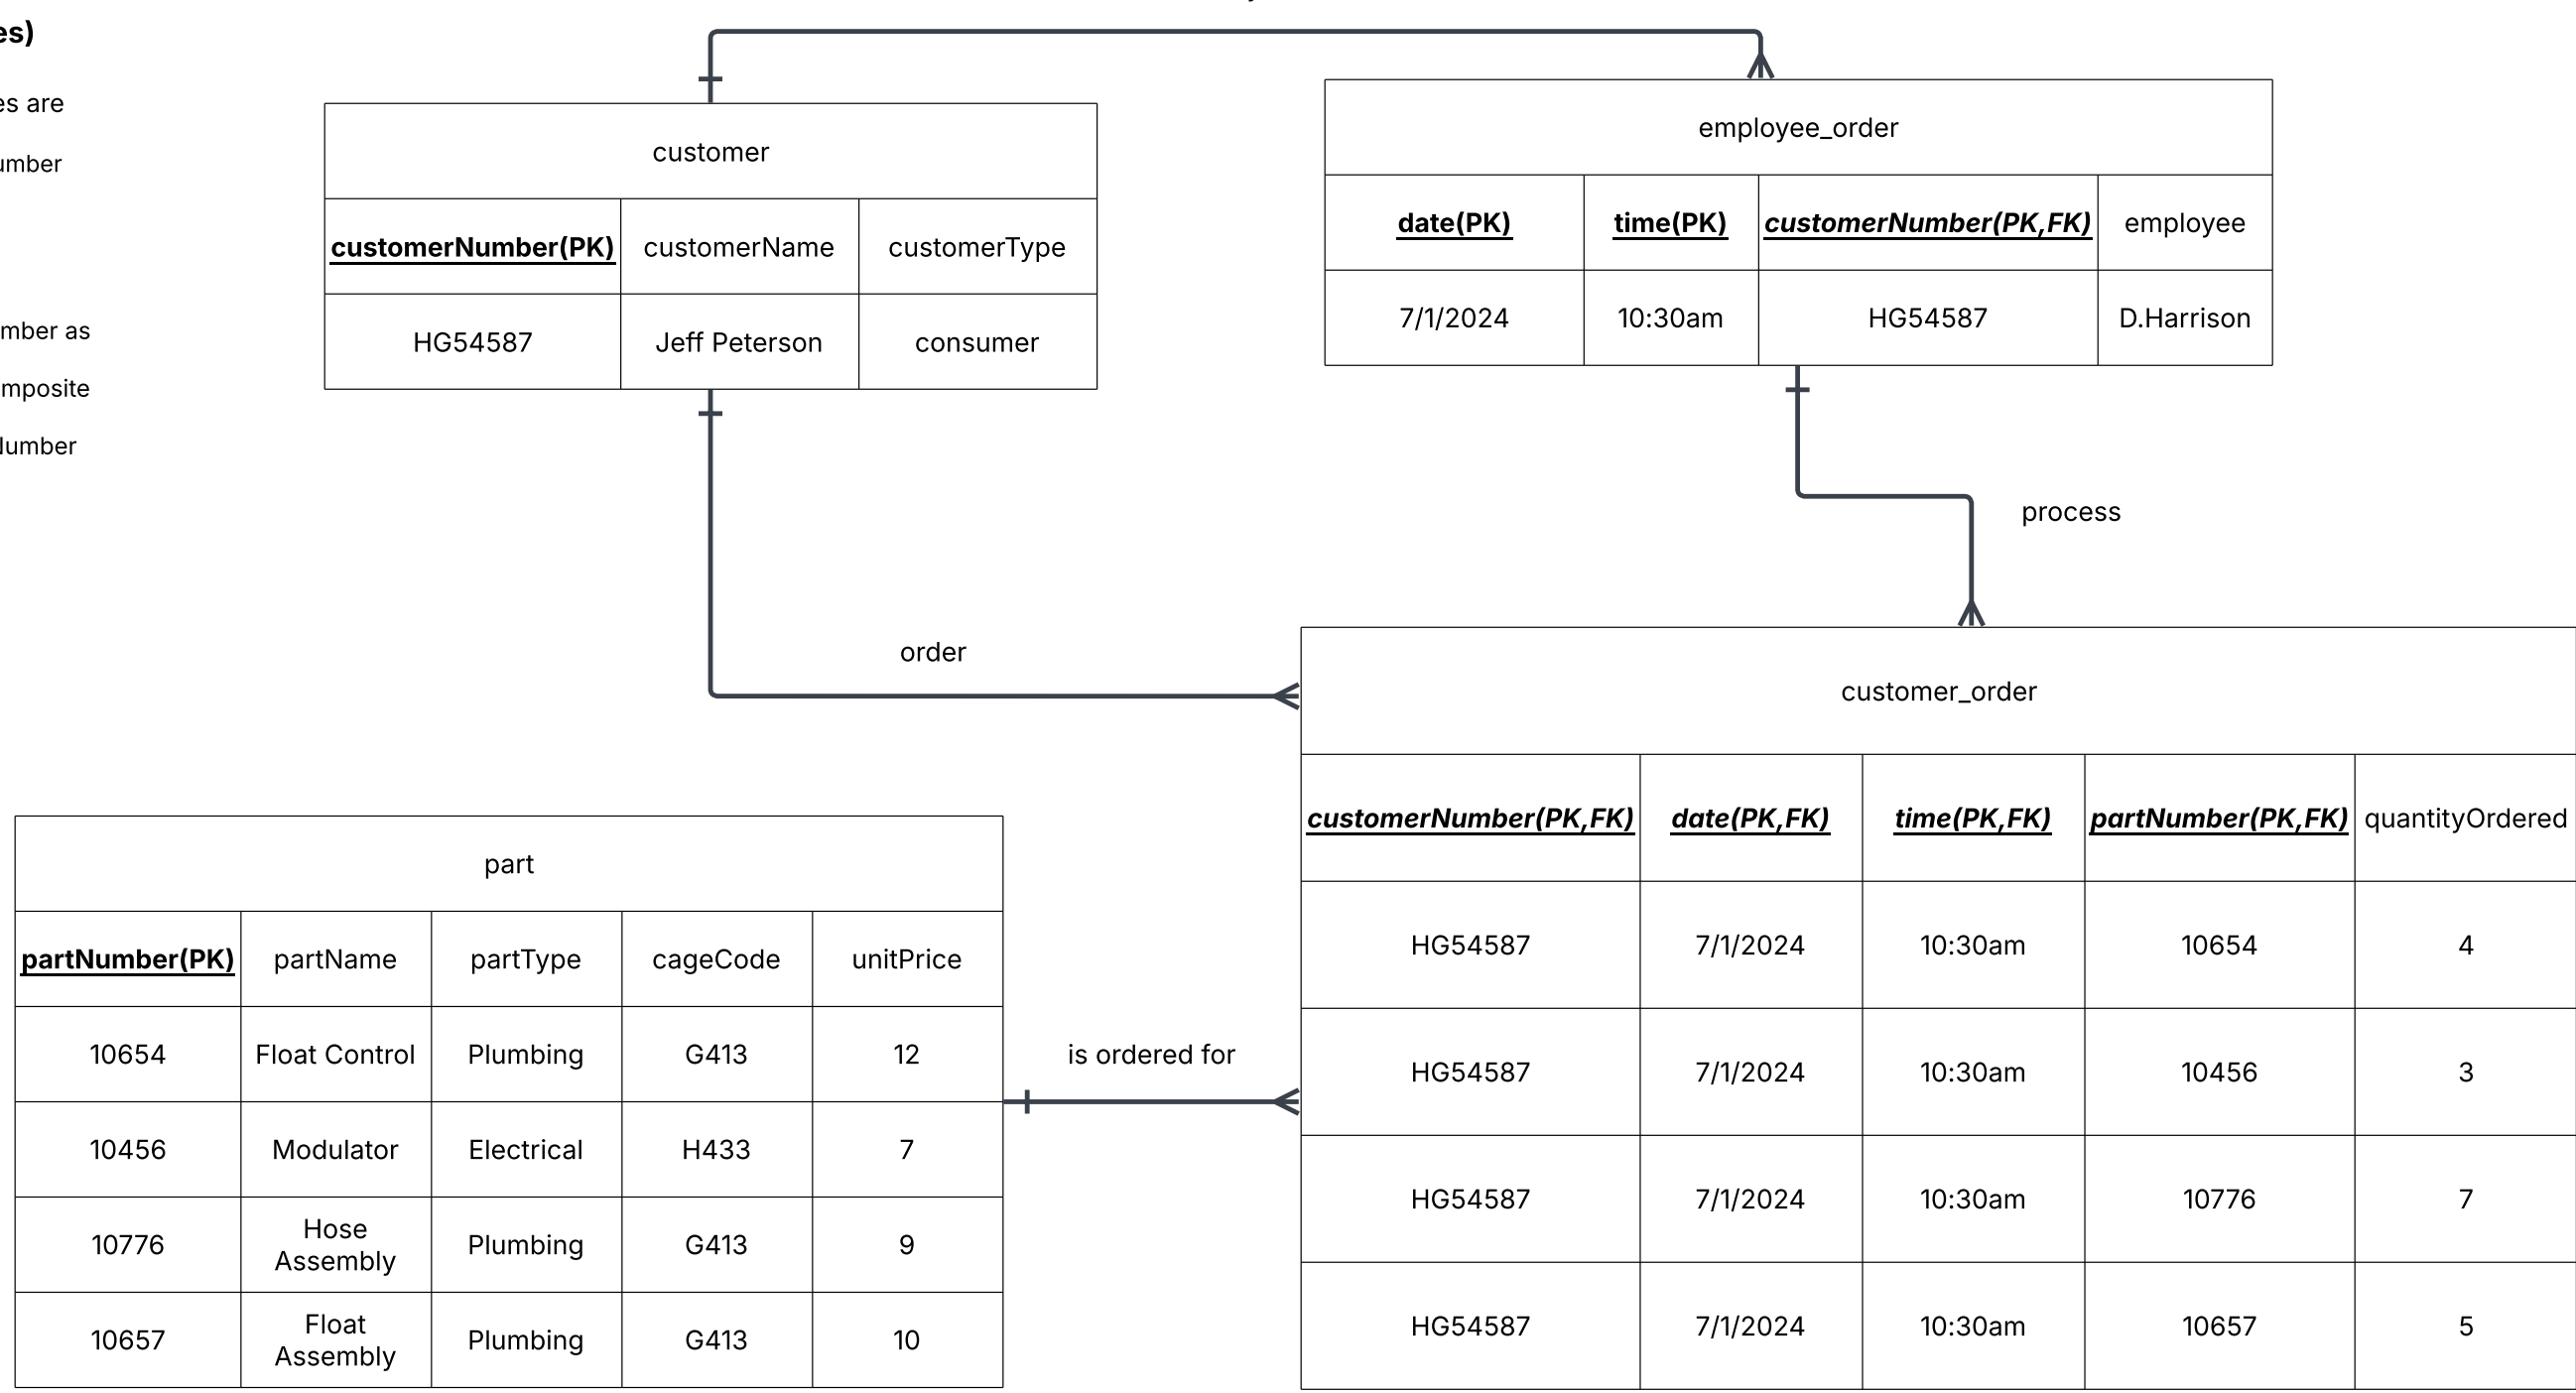 es)
es are
umber
mber as
mposite
Number
customer
customerNumber(PK) customerName customerType
HG54587 Jeff Peterson consumer
employee_order
date(PK) time(PK) customerNumber(PK,FK) employee
7/1/2024 10:30am HG54587 D.Harrison
process
order
customer_order
customerNumber(PK,FK) date(PK,FK) time(PK,FK) partNumber(PK,FK) quantityOrdered
HG54587 7/1/2024 10:30am 10654 4
HG54587 7/1/2024 10:30am 10456 3
HG54587 7/1/2024 10:30am 10776 7
HG54587 7/1/2024 10:30am 10657 5
part
partNumber(PK) partName partType cageCode unitPrice
10654 Float Control Plumbing G413 12
10456 Modulator Electrical H433 7
10776 Hose Assembly Plumbing G413 9
10657 Float Assembly Plumbing G413 10
is ordered for